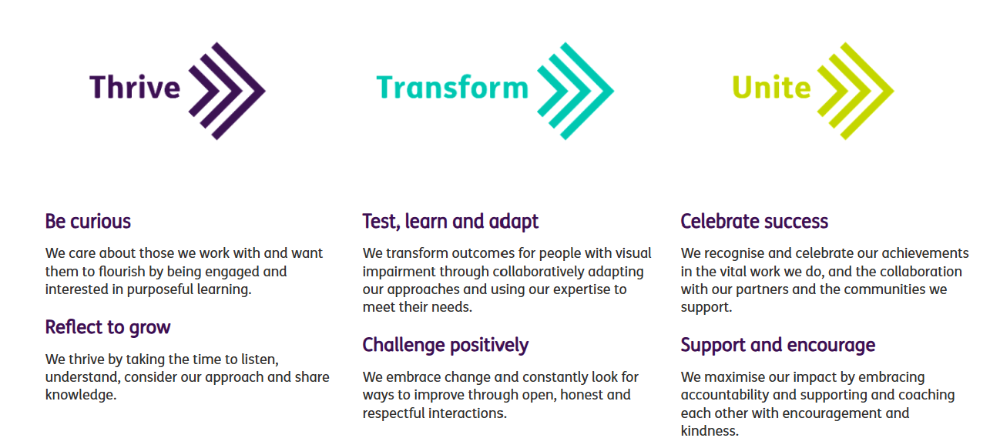 Thrive
Transform
Unite
Be curious
We care about those we work with and want
them to flourish by being engaged and
interested in purposeful learning.
Reflect to grow
We thrive by taking the time to listen,
understand, consider our approach and share
knowledge.
Test, learn and adapt
We transform outcomes for people with visual
impairment through collaboratively adapting
our approaches and using our expertise to
meet their needs.
Challenge positively
We embrace change and constantly look for
ways to improve through open, honest and
respectful interactions.
Celebrate success
We recognise and celebrate our achievements
in the vital work we do, and the collaboration
with our partners and the communities we
support.
Support and encourage
We maximise our impact by embracing
accountability and supporting and coaching
each other with encouragement and
kindness.